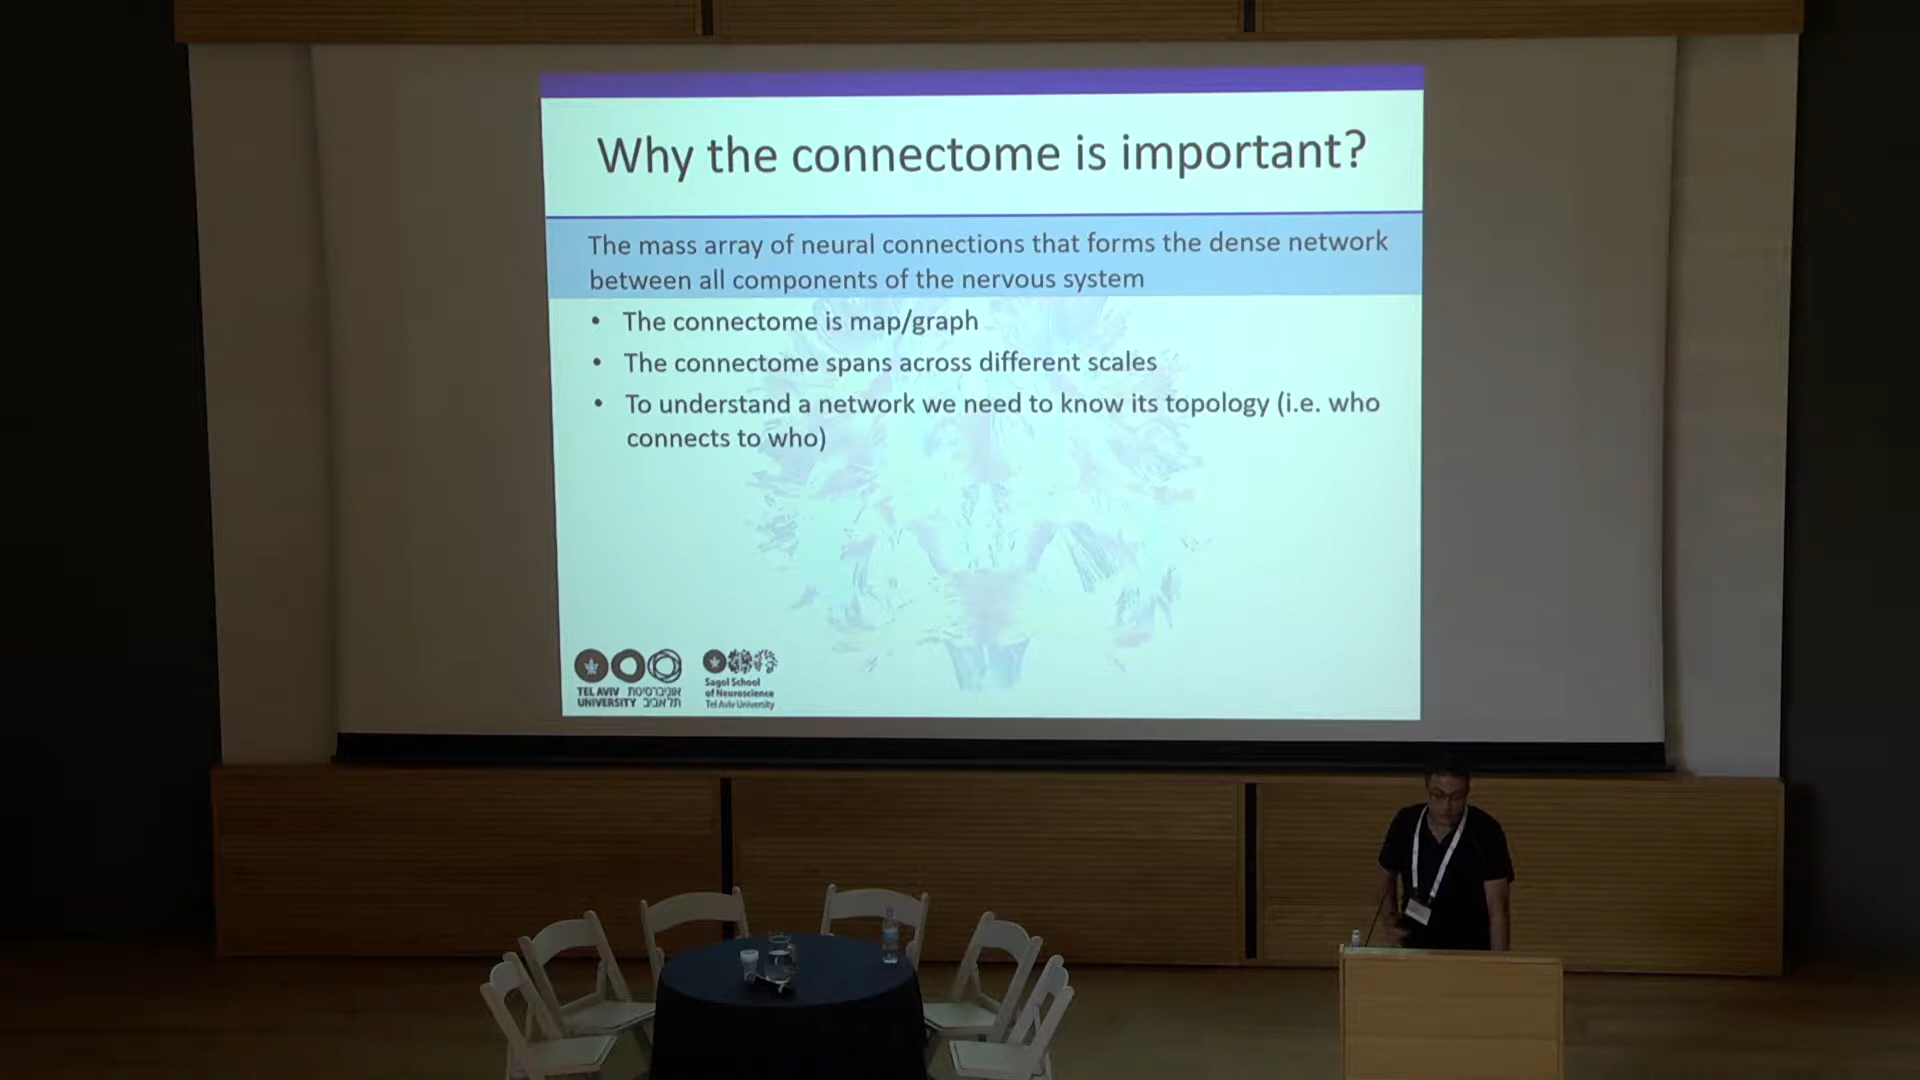 Why the connectome is important?
The mass array of neural connections that forms the dense network
between all components of the nervous system
• The connectome is map/graph
• The connectome spans across different scales
• To understand a network we need to know its topology (i.e. who
connects to who)
TEL AVIV אוניברסיטת
UNIVERSITY תל אביב
Sagol School
of Neuroscience
Tel Aviv University